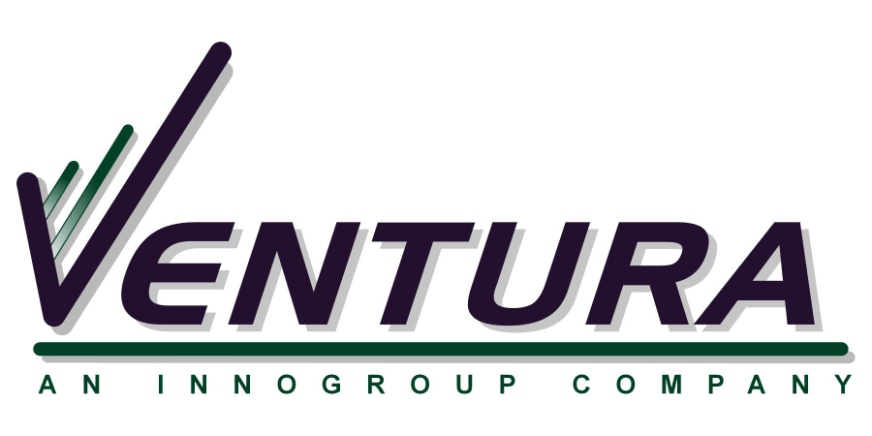 VENTURA
AN INNOGROUP COMPANY